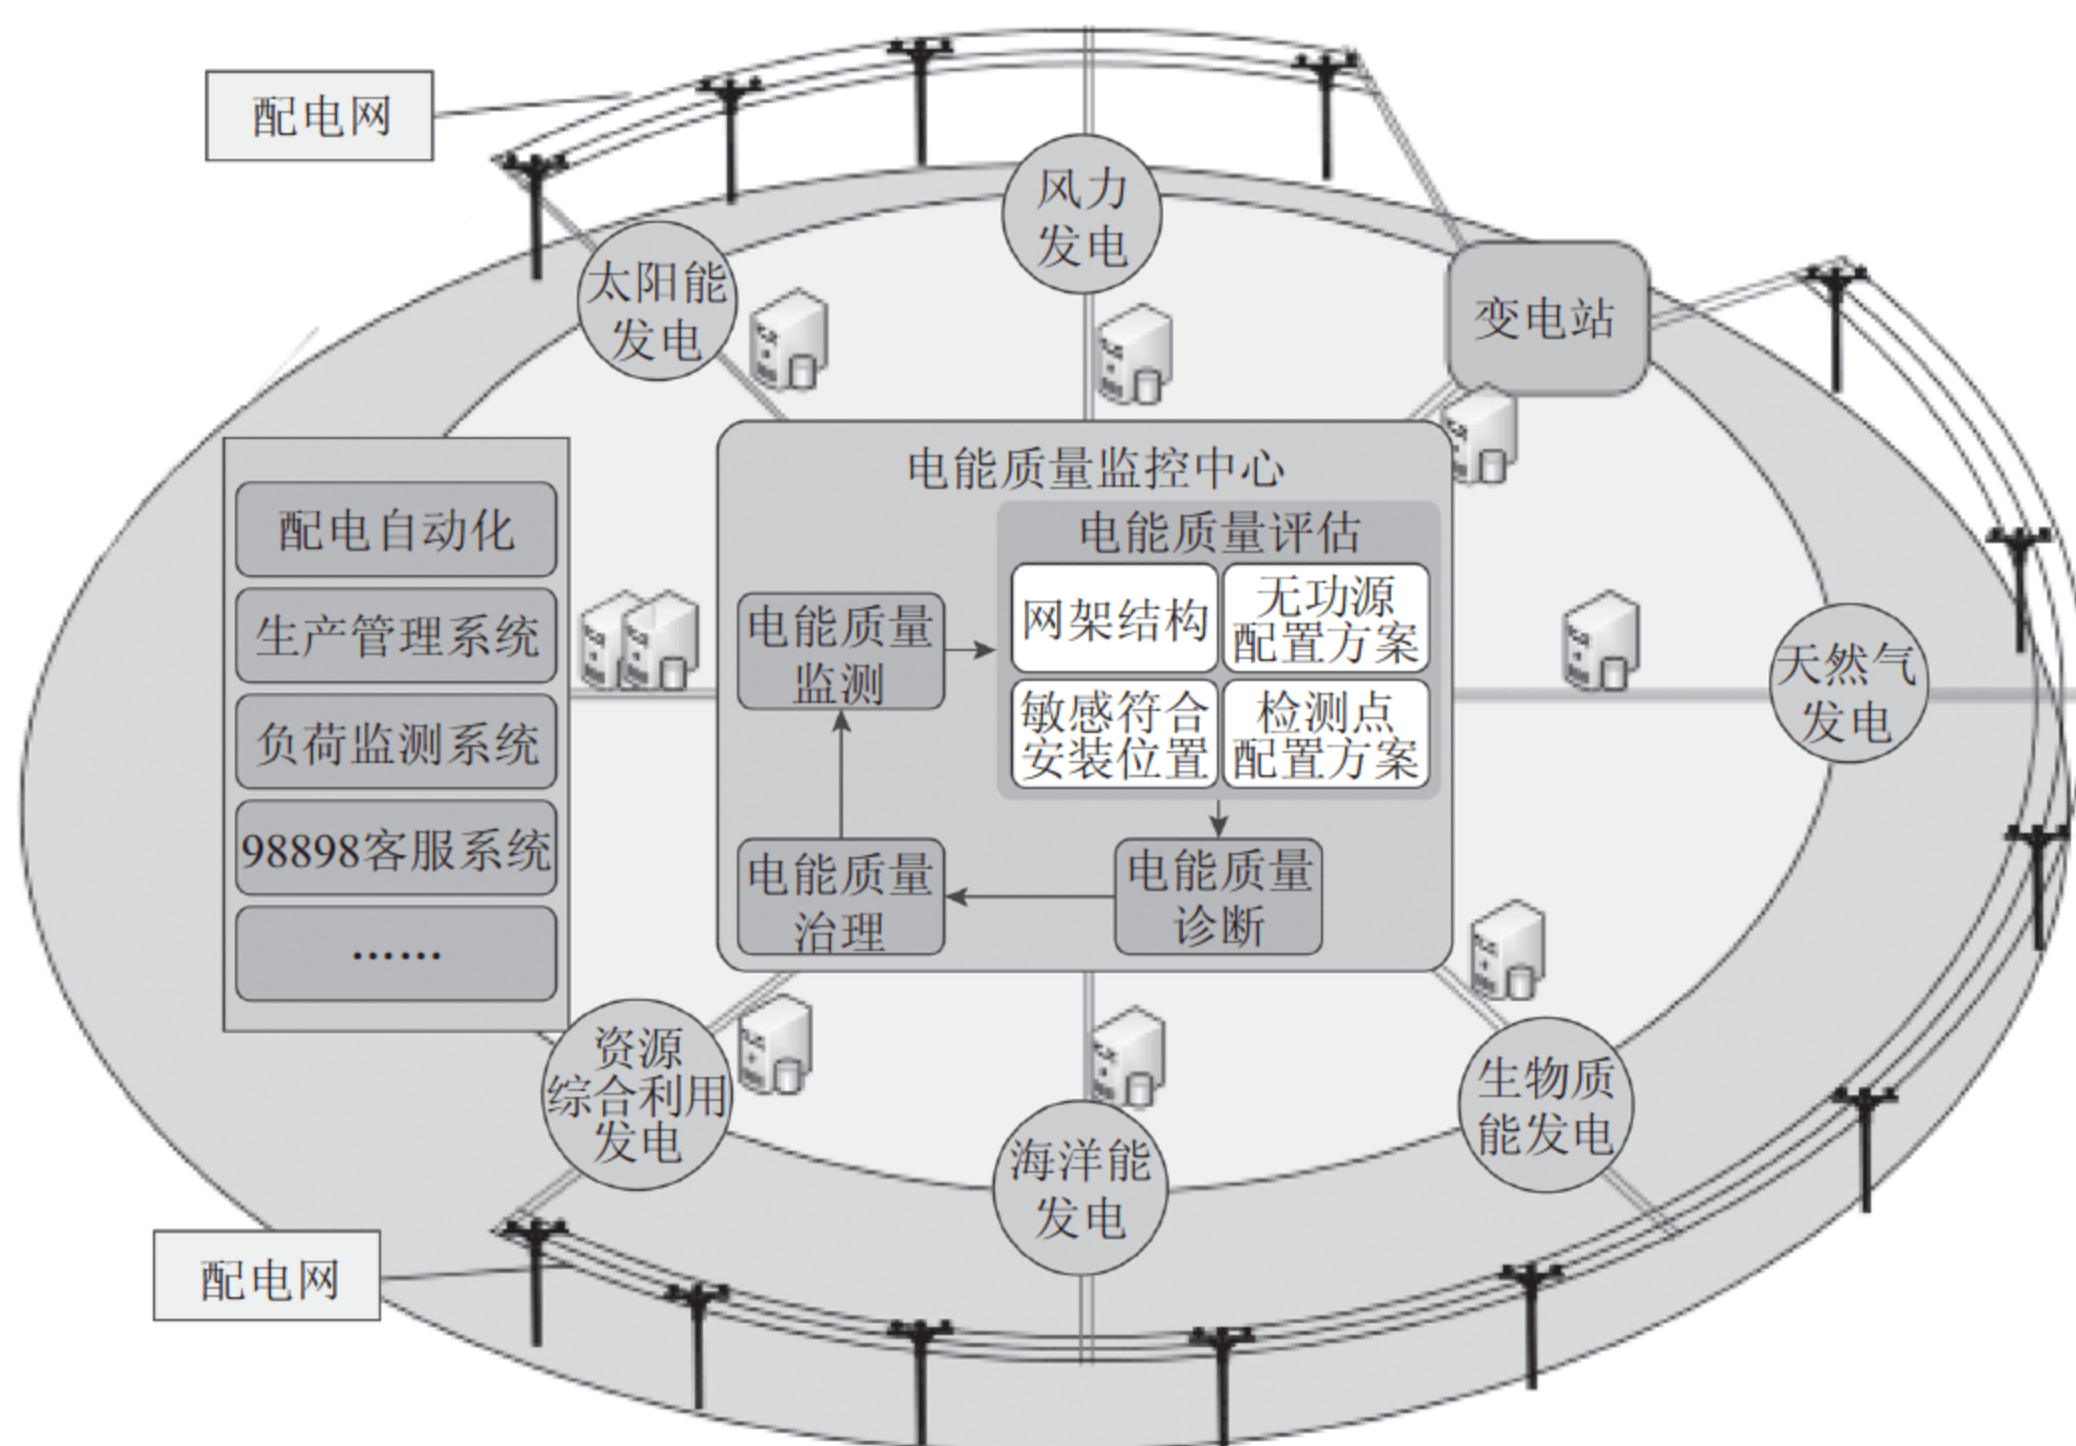 配电网
风力
发电
太阳能
发电
变电站
电能质量监控中心
配电自动化
生产管理系统
负荷监测系统
98898客服系统
……
电能质量
监测
电能质量评估
网架结构
无功源
配置方案
敏感符合
安装位置
检测点
配置方案
电能质量
治理
电能质量
诊断
天然气
发电
资源
综合利用
发电
海洋能
发电
生物质
能发电
配电网